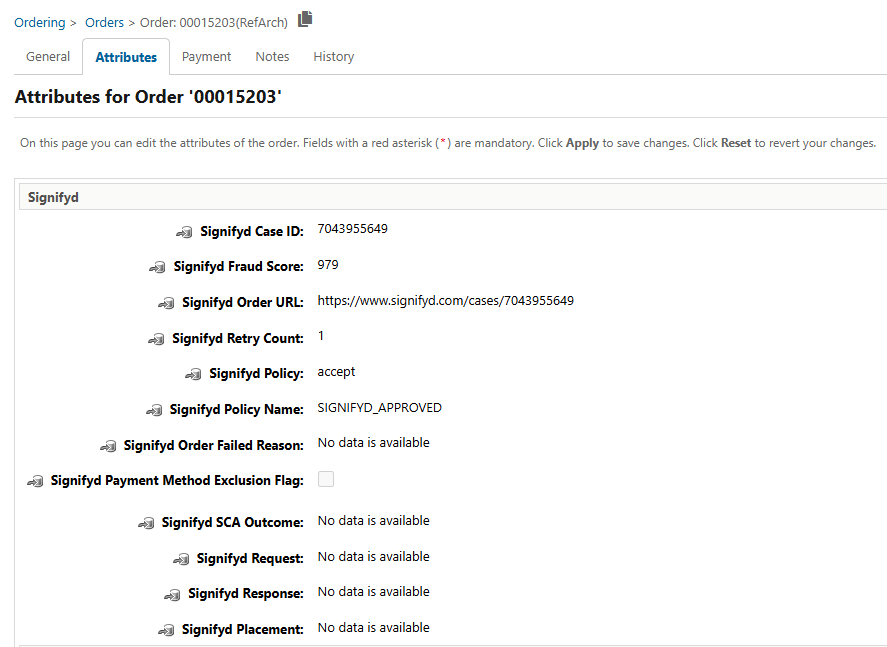 Ordering > Orders > Order: 00015203(RefArch)
General Attributes Payment Notes History
Attributes for Order '00015203'
On this page you can edit the attributes of the order. Fields with a red asterisk (*) are mandatory. Click Apply to save changes. Click Reset to revert your changes.
Signifyd
Signifyd Case ID: 7043955649
Signifyd Fraud Score: 979
Signifyd Order URL: https://www.signifyd.com/cases/7043955649
Signifyd Retry Count: 1
Signifyd Policy: accept
Signifyd Policy Name: SIGNIFYD_APPROVED
Signifyd Order Failed Reason: No data is available
Signifyd Payment Method Exclusion Flag:
Signifyd SCA Outcome: No data is available
Signifyd Request: No data is available
Signifyd Response: No data is available
Signifyd Placement: No data is available